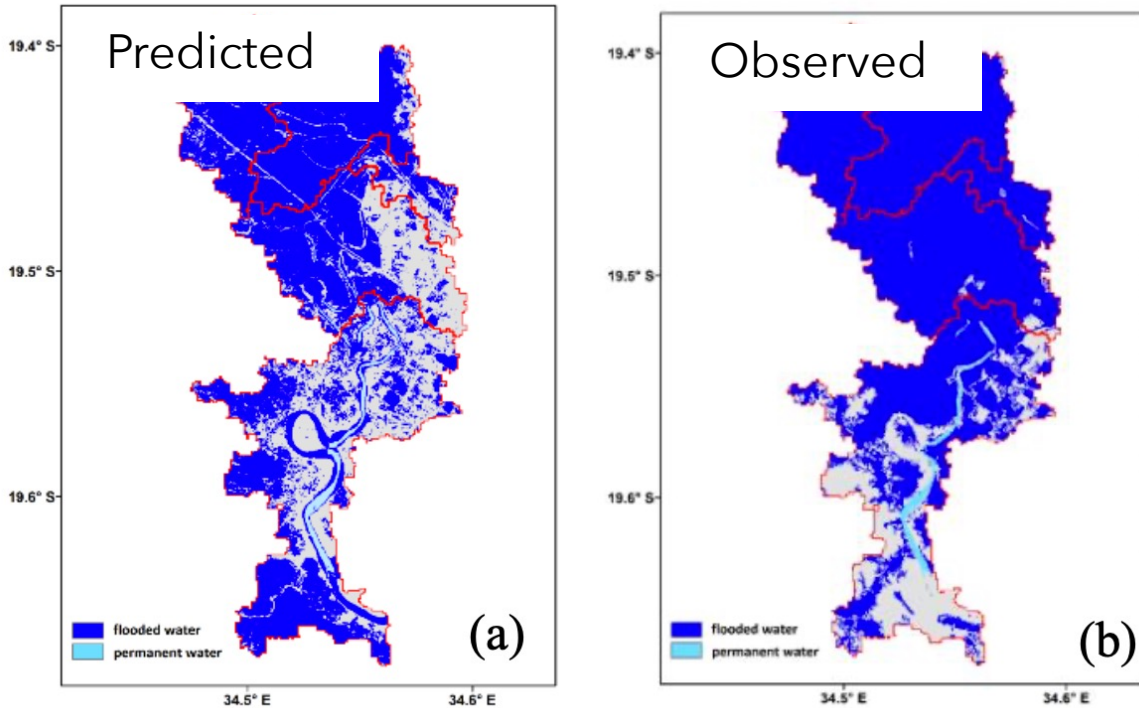 Predicted
19.4° S
19.5° S
19.6° S
flooded water
permanent water
(a)
34.5° E
34.6° E
Observed
19.4° S
19.5° S
19.6° S
flooded water
permanent water
(b)
34.5° E
34.6° E